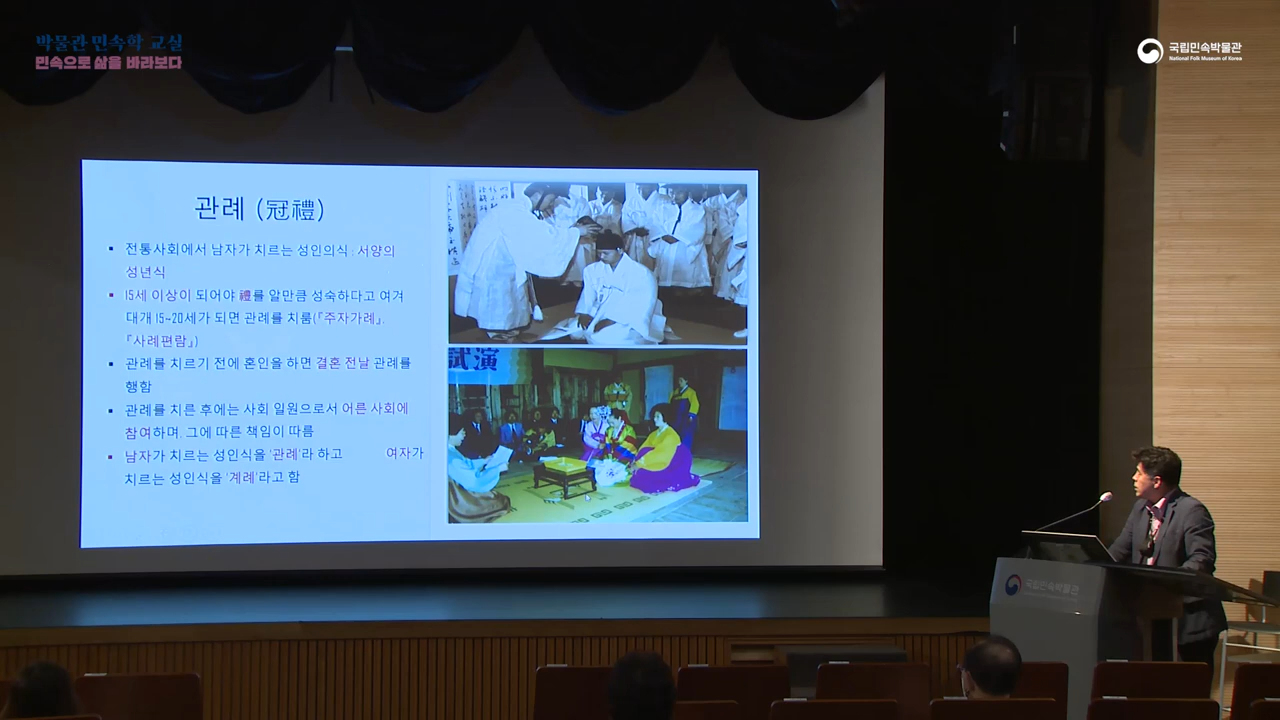 박물관 민속학 교실
민속으로 삶을 바라보다
국립민속박물관
National Folk Museum of Korea
관례 (冠禮)
▪ 전통사회에서 남자가 치르는 성인의식 : 서양의
성년식
▪ 15세 이상이 되어야 禮를 알만큼 성숙하다고 여겨
대개 15~20세가 되면 관례를 치룸(『주자가례』,
『사례편람』)
▪ 관례를 치르기 전에 혼인을 하면 결혼 전날 관례를
행함
▪ 관례를 치른 후에는 사회 일원으로서 어른 사회에
참여하며, 그에 따른 책임이 따름
▪ 남자가 치르는 성인식을 '관례'라 하고 여자가
치르는 성인식을 '계례'라고 함
試演
국립민속박물관